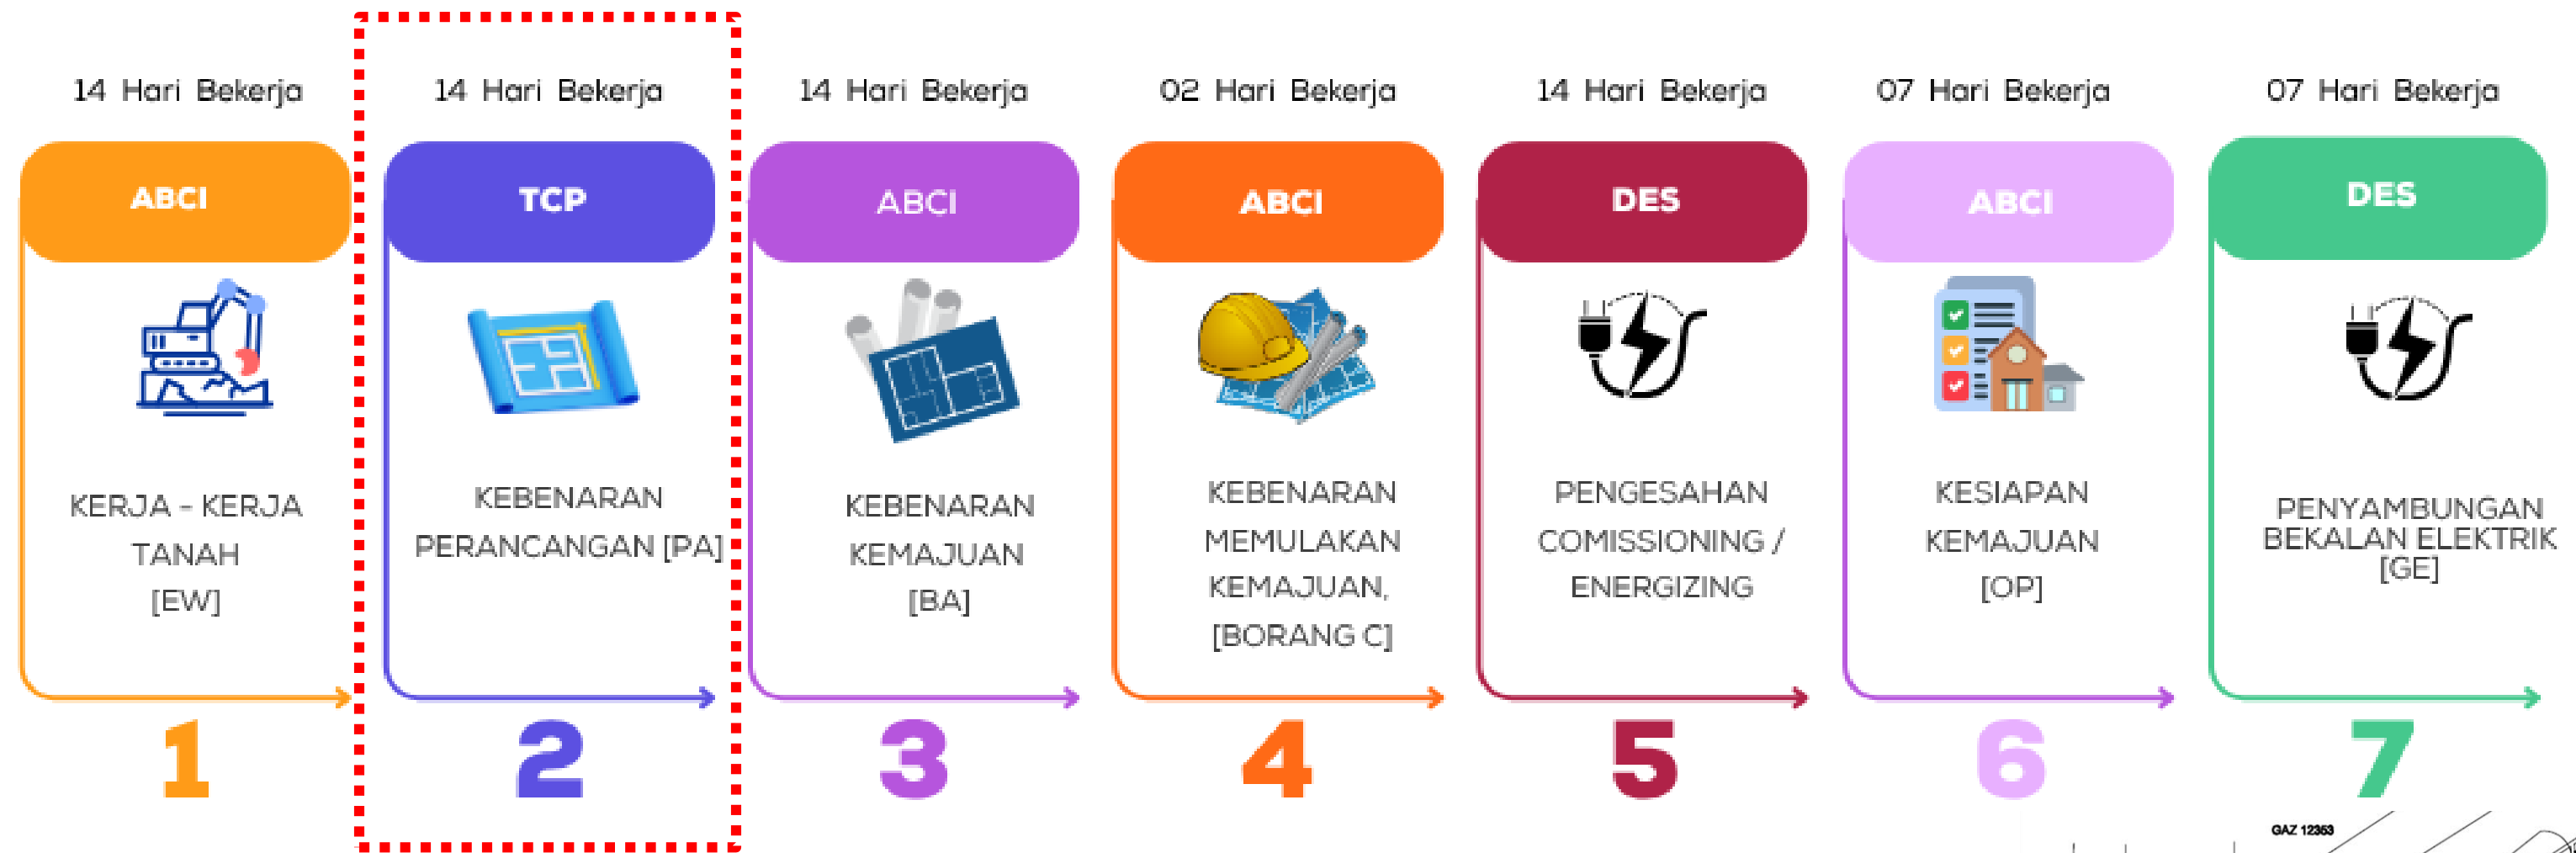 14 Hari Bekerja
ABCI
KERJA - KERJA
TANAH
[EW]
1
14 Hari Bekerja
TCP
KEBENARAN
PERANCANGAN [PA]
2
14 Hari Bekerja
ABCI
KEBENARAN
KEMAJUAN
[BA]
3
02 Hari Bekerja
ABCI
KEBENARAN
MEMULAKAN
KEMAJUAN,
[BORANG C]
4
14 Hari Bekerja
DES
PENGESAHAN
COMISSIONING /
ENERGIZING
5
07 Hari Bekerja
ABCI
KESIAPAN
KEMAJUAN
[OP]
6
07 Hari Bekerja
DES
PENYAMBUNGAN
BEKALAN ELEKTRIK
[GE]
7
GAZ 12353